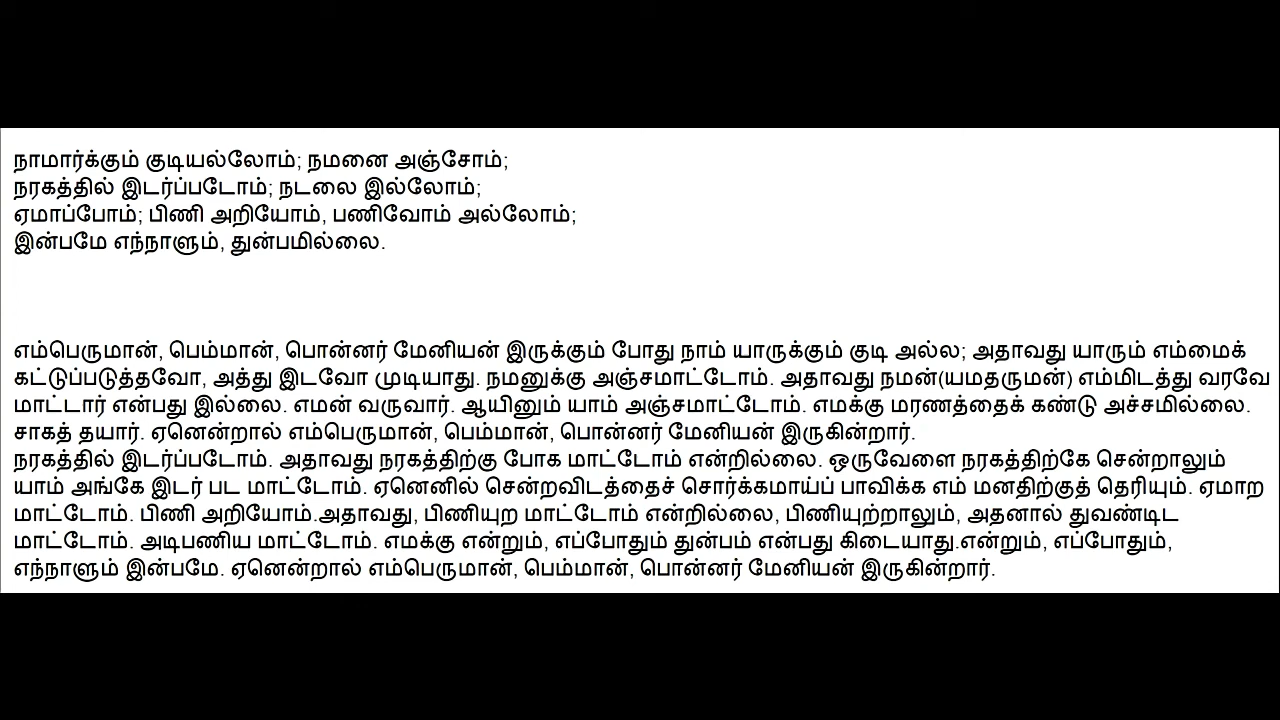 நாமார்க்கும் குடியல்லோம்; நமனை அஞ்சோம்;
நரகத்தில் இடர்ப்படோம்; நடலை இல்லோம்;
ஏமாப்போம்; பிணி அறியோம், பணிவோம் அல்லோம்;
இன்பமே எந்நாளும், துன்பமில்லை.
எம்பெருமான், பெம்மான், பொன்னர் மேனியன் இருக்கும் போது நாம் யாருக்கும் குடி அல்ல; அதாவது யாரும் எம்மைக்
கட்டுப்படுத்தவோ, அத்து இடவோ முடியாது. நமனுக்கு அஞ்சமாட்டோம். அதாவது நமன்(யமதருமன்) எம்மிடத்து வரவே
மாட்டார் என்பது இல்லை. எமன் வருவார். ஆயினும் யாம் அஞ்சமாட்டோம். எமக்கு மரணத்தைக் கண்டு அச்சமில்லை.
சாகத் தயார். ஏனென்றால் எம்பெருமான், பெம்மான், பொன்னர் மேனியன் இருகின்றார்.
நரகத்தில் இடர்ப்படோம். அதாவது நரகத்திற்கு போக மாட்டோம் என்றில்லை. ஒருவேளை நரகத்திற்கே சென்றாலும்
யாம் அங்கே இடர் பட மாட்டோம். ஏனெனில் சென்றவிடத்தைச் சொர்க்கமாய்ப் பாவிக்க எம் மனதிற்குத் தெரியும். ஏமாற
மாட்டோம். பிணி அறியோம்.அதாவது, பிணியுற மாட்டோம் என்றில்லை, பிணியுற்றாலும், அதனால் துவண்டிட
மாட்டோம். அடிபணிய மாட்டோம். எமக்கு என்றும், எப்போதும் துன்பம் என்பது கிடையாது.என்றும், எப்போதும்,
எந்நாளும் இன்பமே. ஏனென்றால் எம்பெருமான், பெம்மான், பொன்னர் மேனியன் இருகின்றார்.